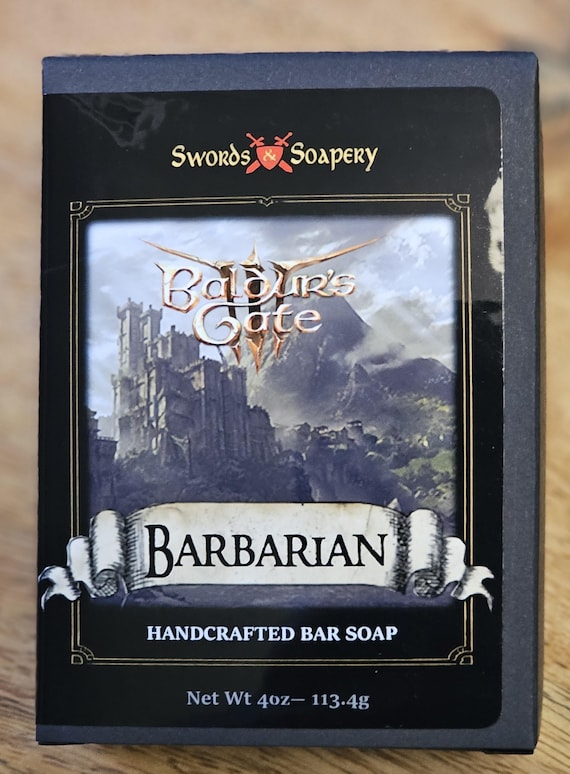 Swords & Soapery
Baldur's
Gate
III
Barbarian
HANDCRAFTED BAR SOAP
Net Wt 4oz— 113.4g